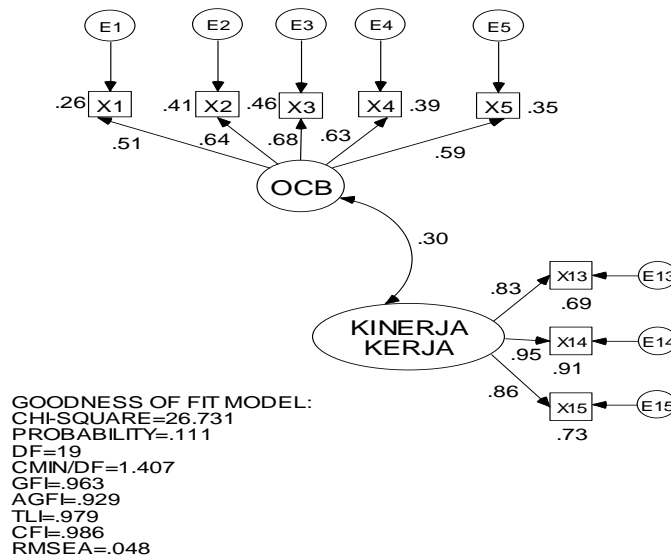 E1 E2 E3 E4 E5
.26 X1 .41 X2 .46 X3 X4 .39 X5 .35
.51 .64 .68 .63 .59
OCB
.30
.83 X13 E13
.69
KINERJA
KERJA
.95 X14 E14
.91
.86 X15 E15
.73
GOODNESS OF FIT MODEL:
CHI-SQUARE=26.731
PROBABILITY=.111
DF=19
CMIN/DF=1.407
GFI=.963
AGFI=.929
TLI=.979
CFI=.986
RMSEA=.048